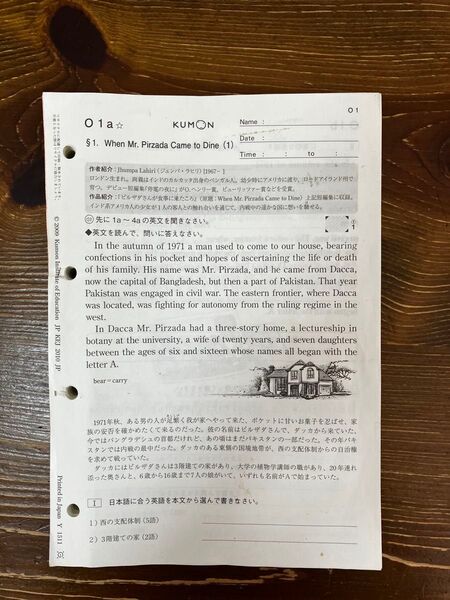 O 1
O 1 a ☆
KUMON
Name :
Date :
Time : : to :
§1. When Mr. Pirzada Came to Dine (1)
作者紹介:Jhumpa Lahiri (ジュンパ・ラヒリ) [1967－]
ロンドン生まれ。両親はインドのカルカッタ出身のベンガル人。幼少時にアメリカに渡り、ロードアイランド州で
育つ。デビュー短編集『停電の夜に』がO.ヘンリー賞、ピューリッツァー賞などを受賞。
作品紹介:『ピルザダさんが食事に来たころ』(原題:When Mr. Pirzada Came to Dine) 上記短編集に収録。
インド系アメリカ人の少女が1人の客人との触れ合いを通じて、内戦中の遥かな国に想いを馳せる。
先に1a～4aの英文を聞きなさい。
1
◆英文を読んで、問いに答えなさい。
In the autumn of 1971 a man used to come to our house, bearing
confections in his pocket and hopes of ascertaining the life or death
of his family. His name was Mr. Pirzada, and he came from Dacca,
now the capital of Bangladesh, but then a part of Pakistan. That year
Pakistan was engaged in civil war. The eastern frontier, where Dacca
was located, was fighting for autonomy from the ruling regime in the
west.
In Dacca Mr. Pirzada had a three-story home, a lectureship in
botany at the university, a wife of twenty years, and seven daughters
between the ages of six and sixteen whose names all began with the
letter A.
bear＝carry
1971年秋、ある男の人が足繁く我が家へやって来た、ポケットに甘いお菓子を忍ばせ、家
族の安否を確かめたくて来るのだった。彼の名前はピルザダさんで、ダッカから来ていた、
今ではバングラデシュの首都だけれど、あの頃はまだパキスタンの一部だった。その年パキ
スタンでは内戦の最中だった。ダッカのある東側の国境地帯が、西の支配体制からの自治権
を求めて戦っていた。
ダッカにはピルザダさんは3階建ての家があり、大学の植物学講師の職があり、20年連れ
添った奥さんと、6歳から16歳まで7人の娘がいて、いずれも名前がAで始まっていた。
I 日本語に合う英語を本文から選んで書きなさい。
1) 西の支配体制 (5語)
2) 3階建ての家 (2語)
© 2009 Kumon Institute of Education JP KEJ 2010 JP
Printed in Japan Y 1511